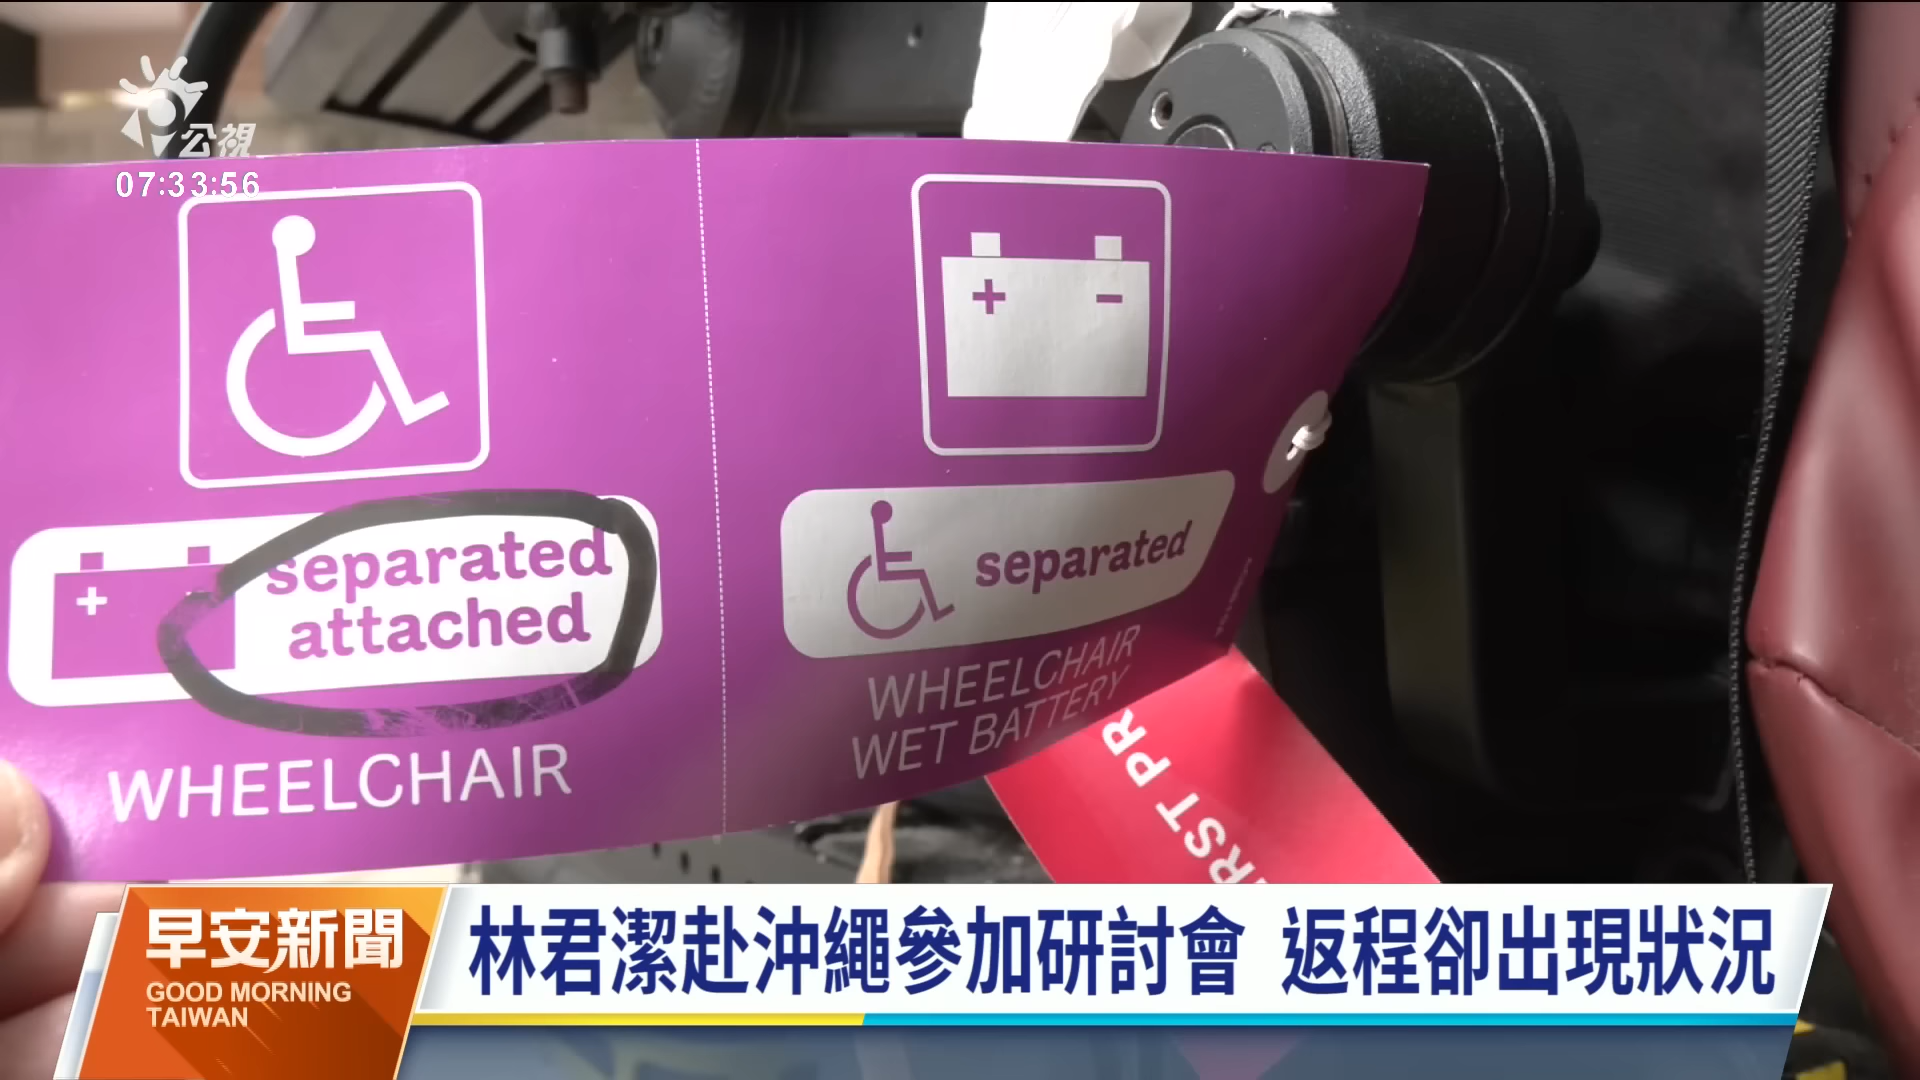 公視
07:33:56
separated
attached
WHEELCHAIR
separated
WHEELCHAIR
WET BATTERY
IRST PR
早安新聞
GOOD MORNING
TAIWAN
林君潔赴沖繩參加研討會 返程卻出現狀況